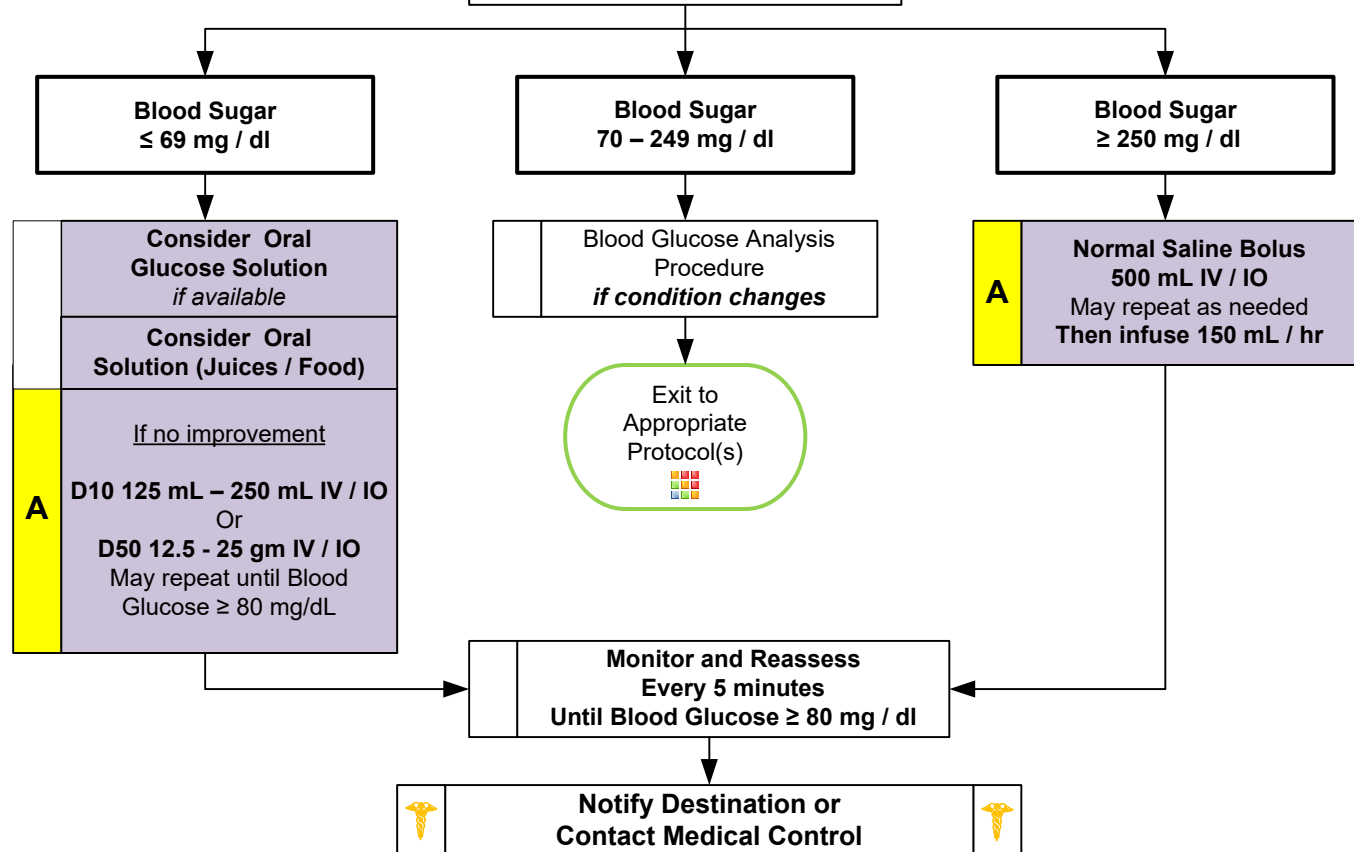 Blood Sugar
≤ 69 mg / dl
Blood Sugar
70 – 249 mg / dl
Blood Sugar
≥ 250 mg / dl
Consider Oral
Glucose Solution
if available
Consider Oral
Solution (Juices / Food)
A
If no improvement
D10 125 mL – 250 mL IV / IO
Or
D50 12.5 - 25 gm IV / IO
May repeat until Blood
Glucose ≥ 80 mg/dL
Blood Glucose Analysis
Procedure
if condition changes
Exit to
Appropriate
Protocol(s)
A
Normal Saline Bolus
500 mL IV / IO
May repeat as needed
Then infuse 150 mL / hr
Monitor and Reassess
Every 5 minutes
Until Blood Glucose ≥ 80 mg / dl
Notify Destination or
Contact Medical Control